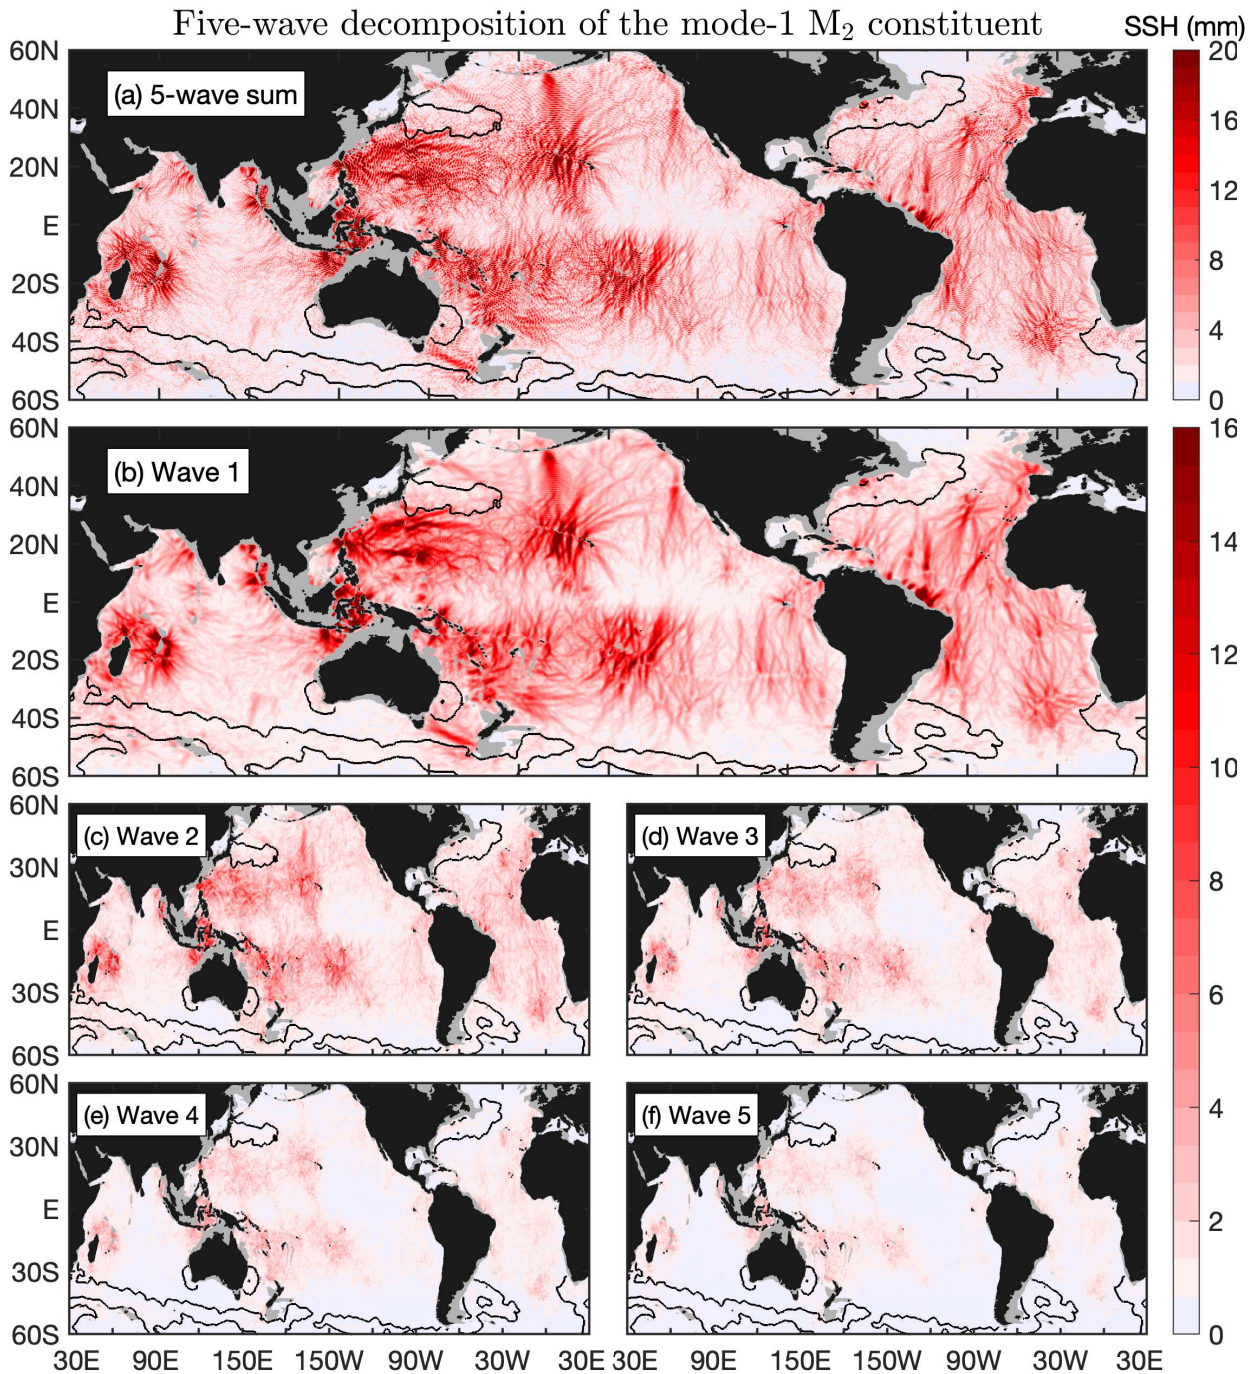 Five-wave decomposition of the mode-1 M₂ constituent
SSH (mm)
(a) 5-wave sum
60N
40N
20N
E
20S
40S
60S
20
16
12
8
4
0
(b) Wave 1
60N
40N
20N
E
20S
40S
60S
16
14
12
10
8
6
4
2
0
(c) Wave 2
(d) Wave 3
60N
30N
E
30S
60S
(e) Wave 4
(f) Wave 5
60N
30N
E
30S
60S
30E 90E 150E 150W 90W 30W 30E
30E 90E 150E 150W 90W 30W 30E